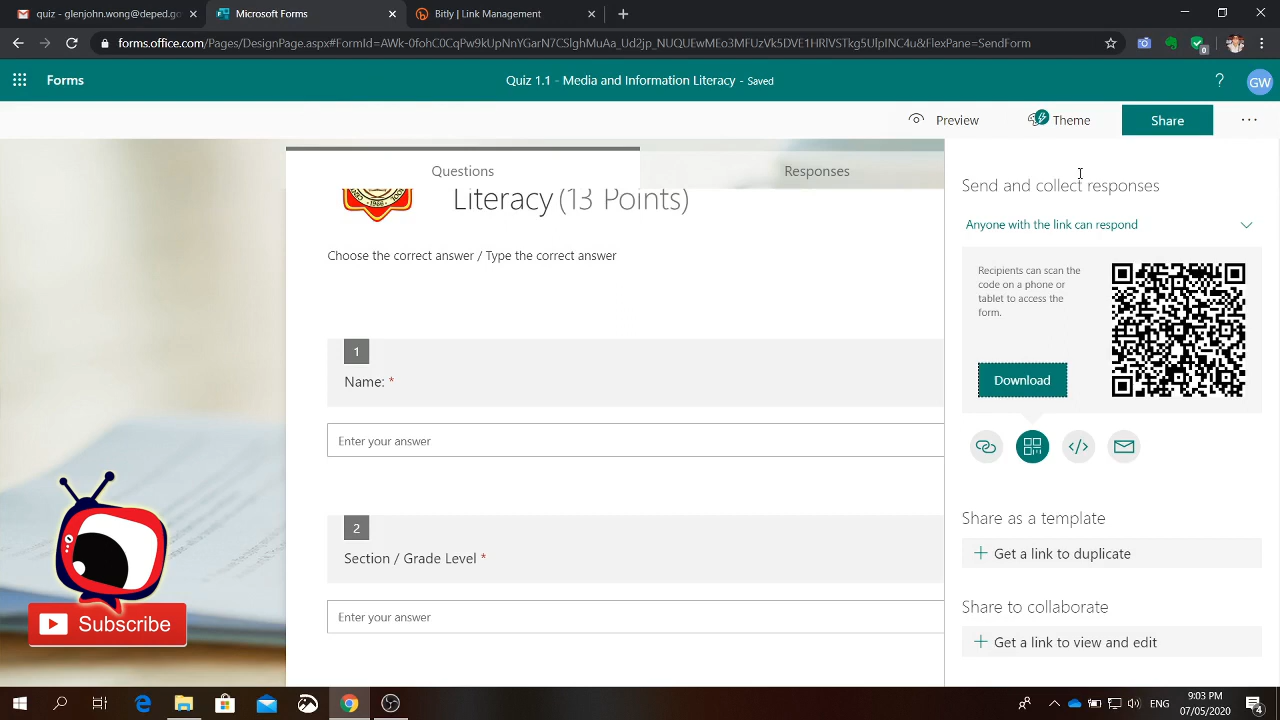 quiz - glenjohn.wong@deped.go
Microsoft Forms
Bitly | Link Management
forms.office.com/Pages/DesignPage.aspx#FormId=AWk-0fohC0CqPw9kUpNnYGarN7CSlghMuAa_Ud2jp_NUQUEwMEo3MFUzVk5DVE1HRlVSTkg5UlpINC4u&FlexPane=SendForm
Forms
Quiz 1.1 - Media and Information Literacy - Saved
?
GW
Preview
Theme
Share
Questions
Responses
Literacy (13 Points)
Choose the correct answer / Type the correct answer
1
Name: *
Enter your answer
2
Section / Grade Level *
Enter your answer
Send and collect responses
Anyone with the link can respond
Recipients can scan the
code on a phone or
tablet to access the
form.
Download
Share as a template
Get a link to duplicate
Share to collaborate
Get a link to view and edit
Subscribe
ENG
9:03 PM
07/05/2020
4